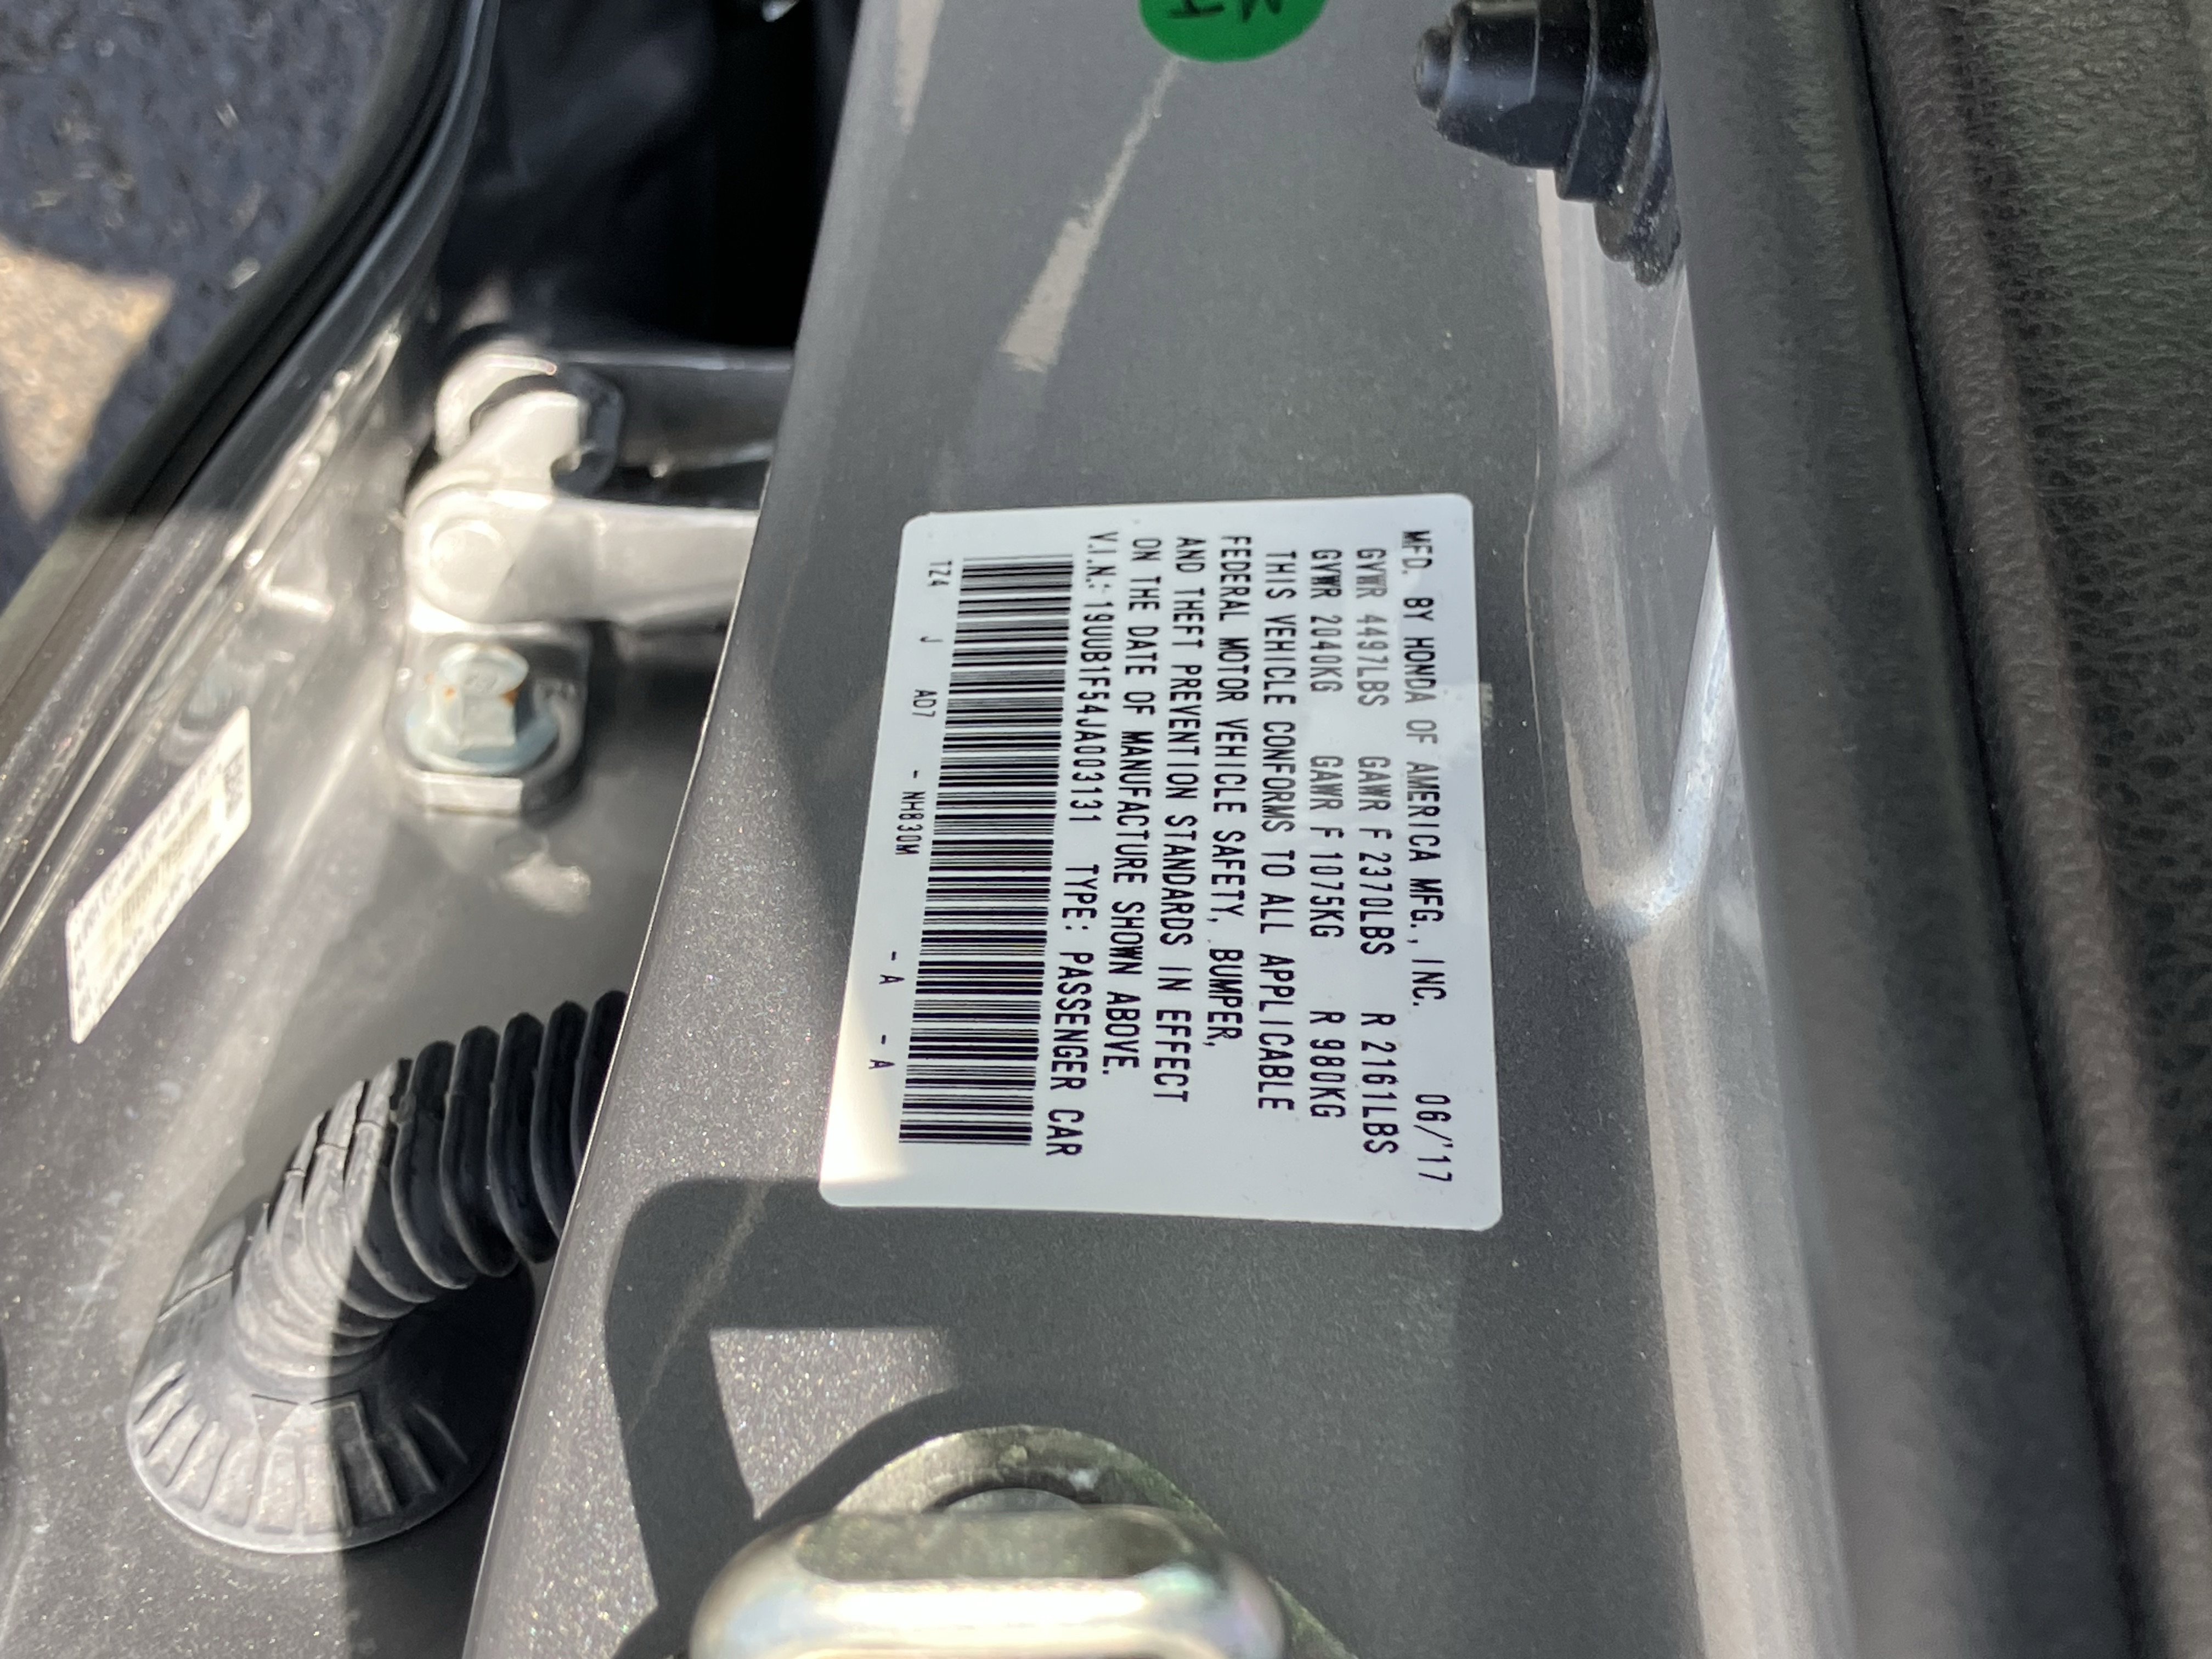 MFD. BY HONDA OF AMERICA MFG., INC. 06/'17
GVWR 4497LBS GAWR F 2370LBS R 2161LBS
GVWR 2040KG GAWR F 1075KG R 980KG
THIS VEHICLE CONFORMS TO ALL APPLICABLE
FEDERAL MOTOR VEHICLE SAFETY, BUMPER,
AND THEFT PREVENTION STANDARDS IN EFFECT
ON THE DATE OF MANUFACTURE SHOWN ABOVE.
V.I.N.: 19UUB1F54JA003131 TYPE: PASSENGER CAR
TZ4 J AD7 - NH830M - A - A